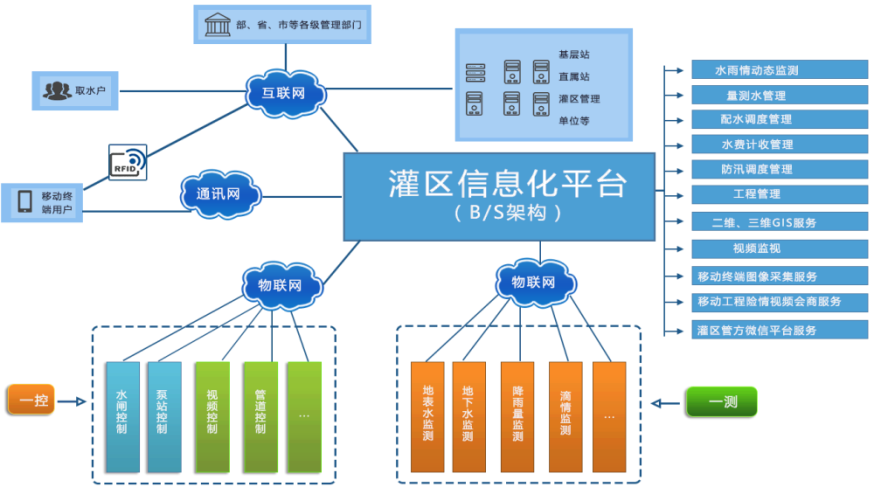 部、省、市等各级管理部门
基层站
直属站
灌区管理
单位等
取水户
互联网
水雨情动态监测
量测水管理
配水调度管理
水费计收管理
防汛调度管理
工程管理
二维、三维GIS服务
视频监视
移动终端图像采集服务
移动工程险情视频会商服务
灌区管方微信平台服务
RFID
移动终
端用户
通讯网
灌区信息化平台
（B/S架构）
物联网
物联网
一控
水闸控制
泵站控制
视频控制
管道控制
...
地表水监测
地下水监测
降雨量监测
滴情监测
...
一测